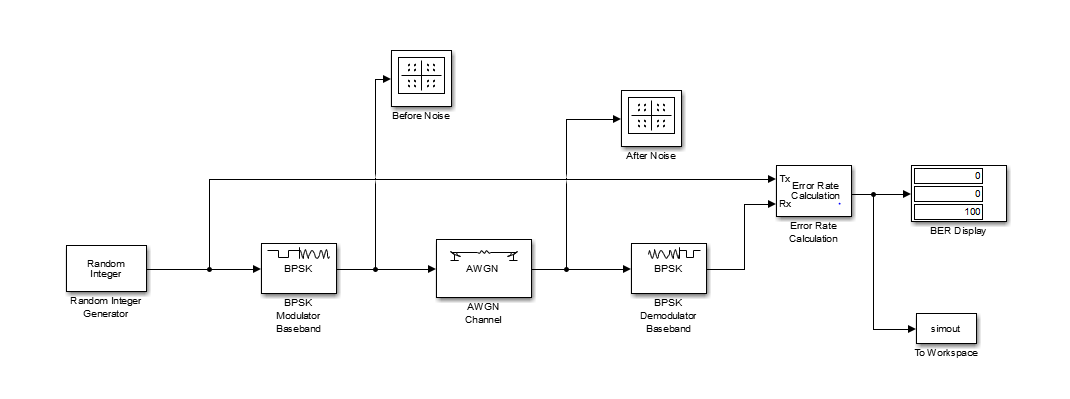 Before Noise
After Noise
Tx
Error Rate
Calculation
Rx
Error Rate
Calculation
0
0
100
BER Display
Random
Integer
Random Integer
Generator
BPSK
BPSK
Modulator
Baseband
AWGN
AWGN
Channel
BPSK
BPSK
Demodulator
Baseband
simout
To Workspace